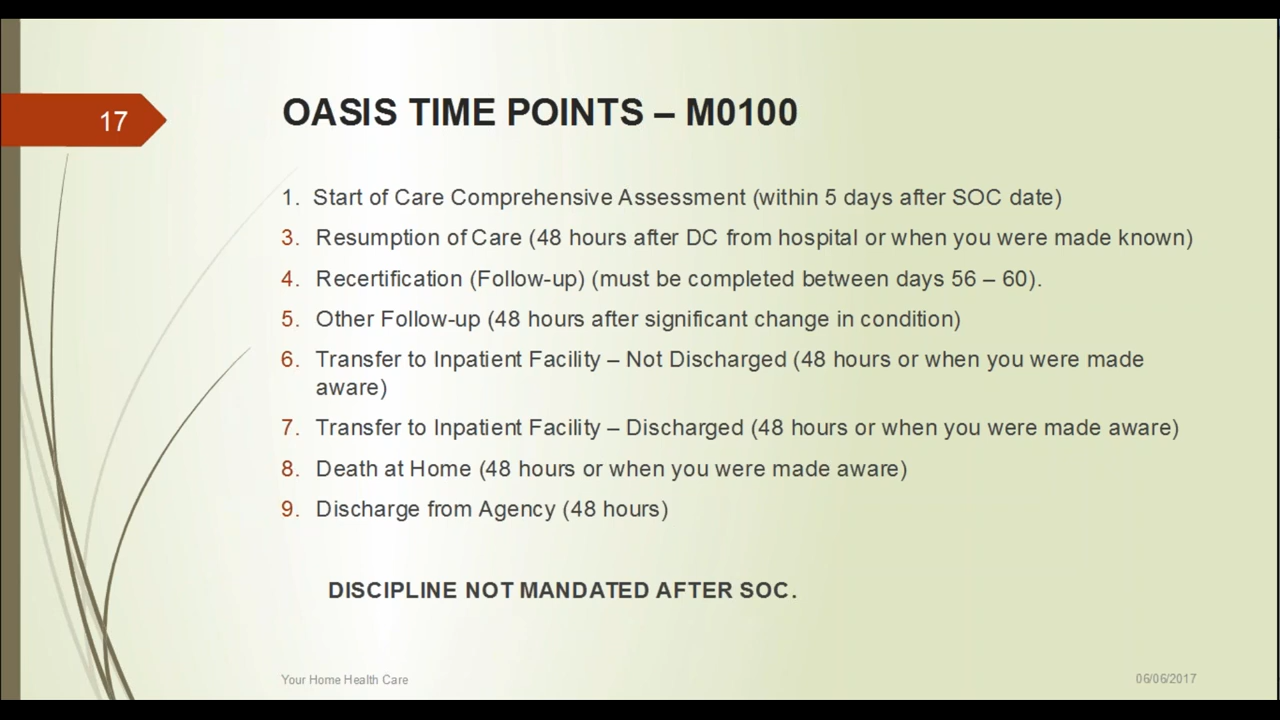 17
OASIS TIME POINTS – M0100
1. Start of Care Comprehensive Assessment (within 5 days after SOC date)
3. Resumption of Care (48 hours after DC from hospital or when you were made known)
4. Recertification (Follow-up) (must be completed between days 56 – 60).
5. Other Follow-up (48 hours after significant change in condition)
6. Transfer to Inpatient Facility – Not Discharged (48 hours or when you were made
aware)
7. Transfer to Inpatient Facility – Discharged (48 hours or when you were made aware)
8. Death at Home (48 hours or when you were made aware)
9. Discharge from Agency (48 hours)
DISCIPLINE NOT MANDATED AFTER SOC.
Your Home Health Care
06/06/2017